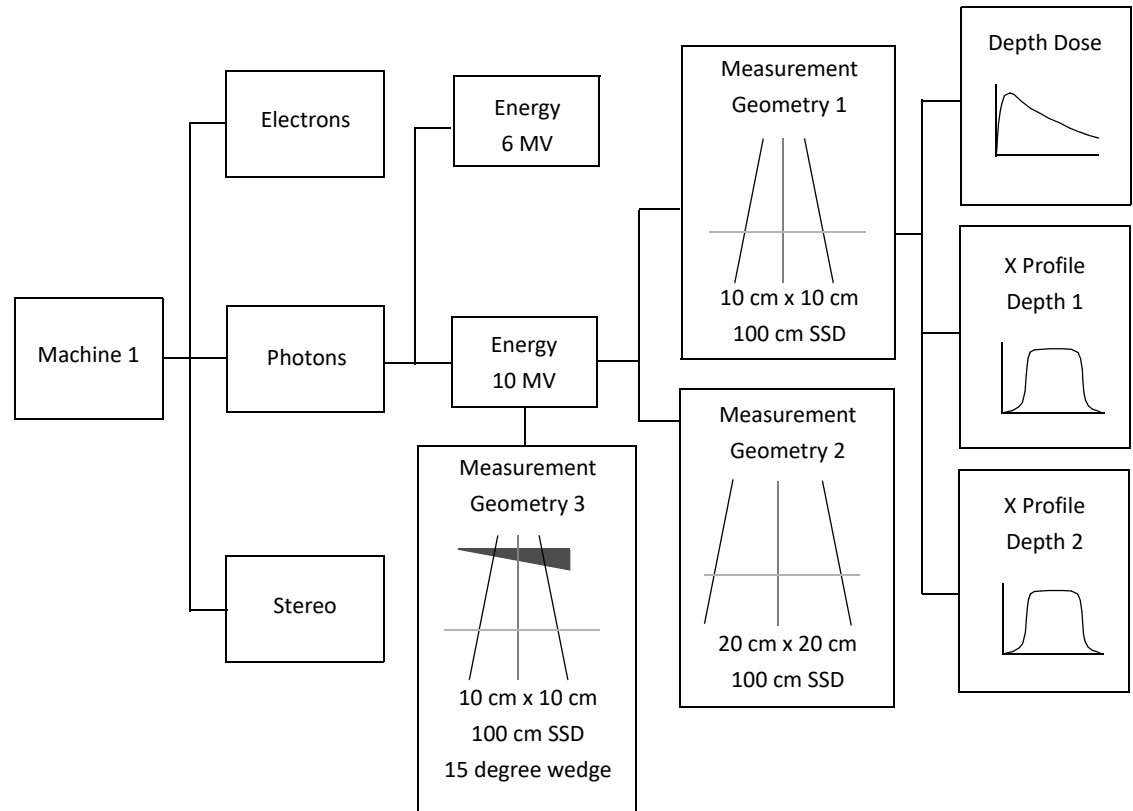 Machine 1
Electrons
Photons
Stereo
Energy
6 MV
Energy
10 MV
Measurement
Geometry 3
10 cm x 10 cm
100 cm SSD
15 degree wedge
Measurement
Geometry 1
10 cm x 10 cm
100 cm SSD
Measurement
Geometry 2
20 cm x 20 cm
100 cm SSD
Depth Dose
X Profile
Depth 1
X Profile
Depth 2